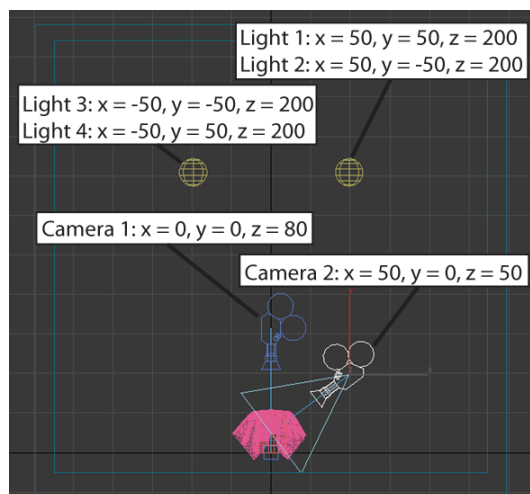 Light 1: x = 50, y = 50, z = 200
Light 2: x = 50, y = -50, z = 200
Light 3: x = -50, y = -50, z = 200
Light 4: x = -50, y = 50, z = 200
Camera 1: x = 0, y = 0, z = 80
Camera 2: x = 50, y = 0, z = 50